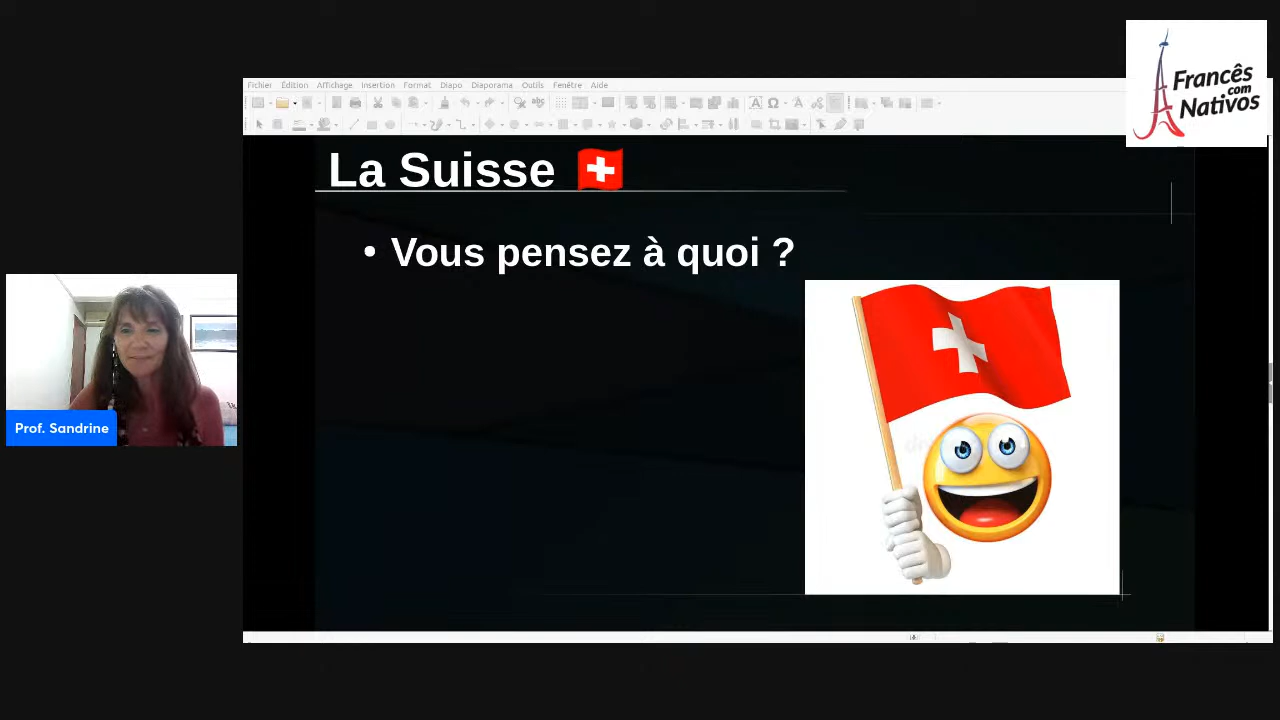 Francês
com
Nativos
Fichier Édition Affichage Insertion Format Diapo Diaporama Outils Fenêtre Aide
La Suisse 🇨🇭
• Vous pensez à quoi ?
Prof. Sandrine